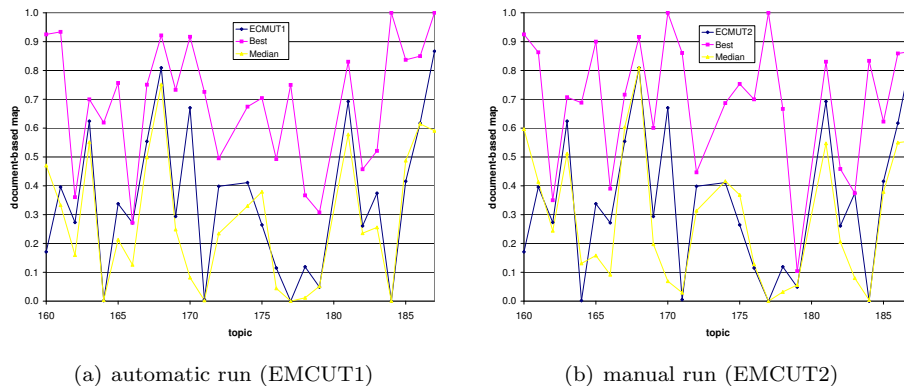 1.0
0.9
0.8
0.7
0.6
0.5
0.4
0.3
0.2
0.1
0.0
160 165 170 175 180 185
document-based map
topic
ECMUT1
Best
Median
(a) automatic run (EMCUT1)
1.0
0.9
0.8
0.7
0.6
0.5
0.4
0.3
0.2
0.1
0.0
160 165 170 175 180 185
document-based map
topic
ECMUT2
Best
Median
(b) manual run (EMCUT2)